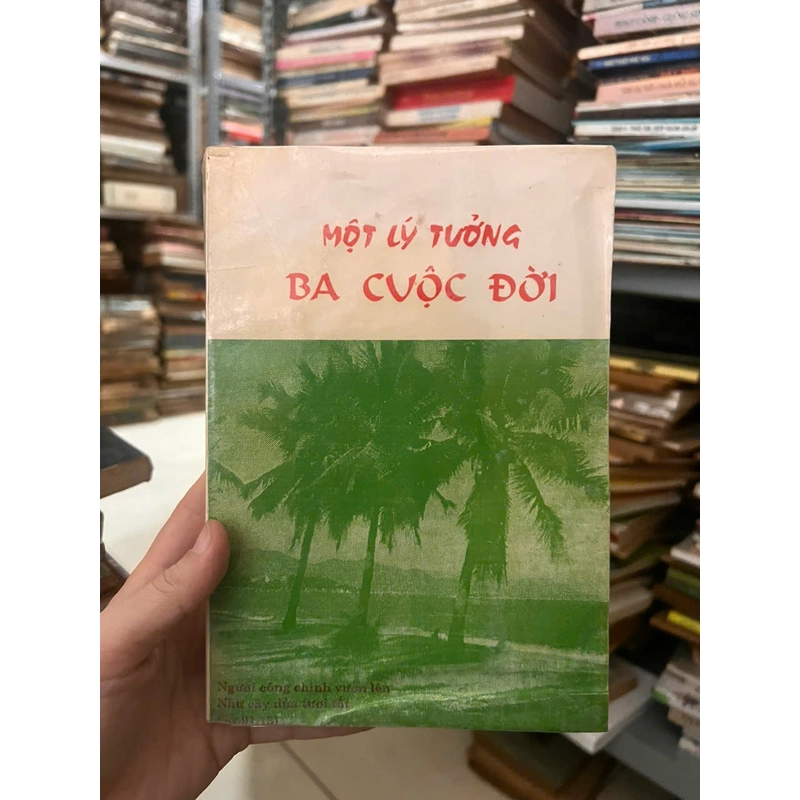 MỘT LÝ TƯỞNG
BA CUỘC ĐỜI
Người công chính vươn lên
Như cây dừa tươi tốt